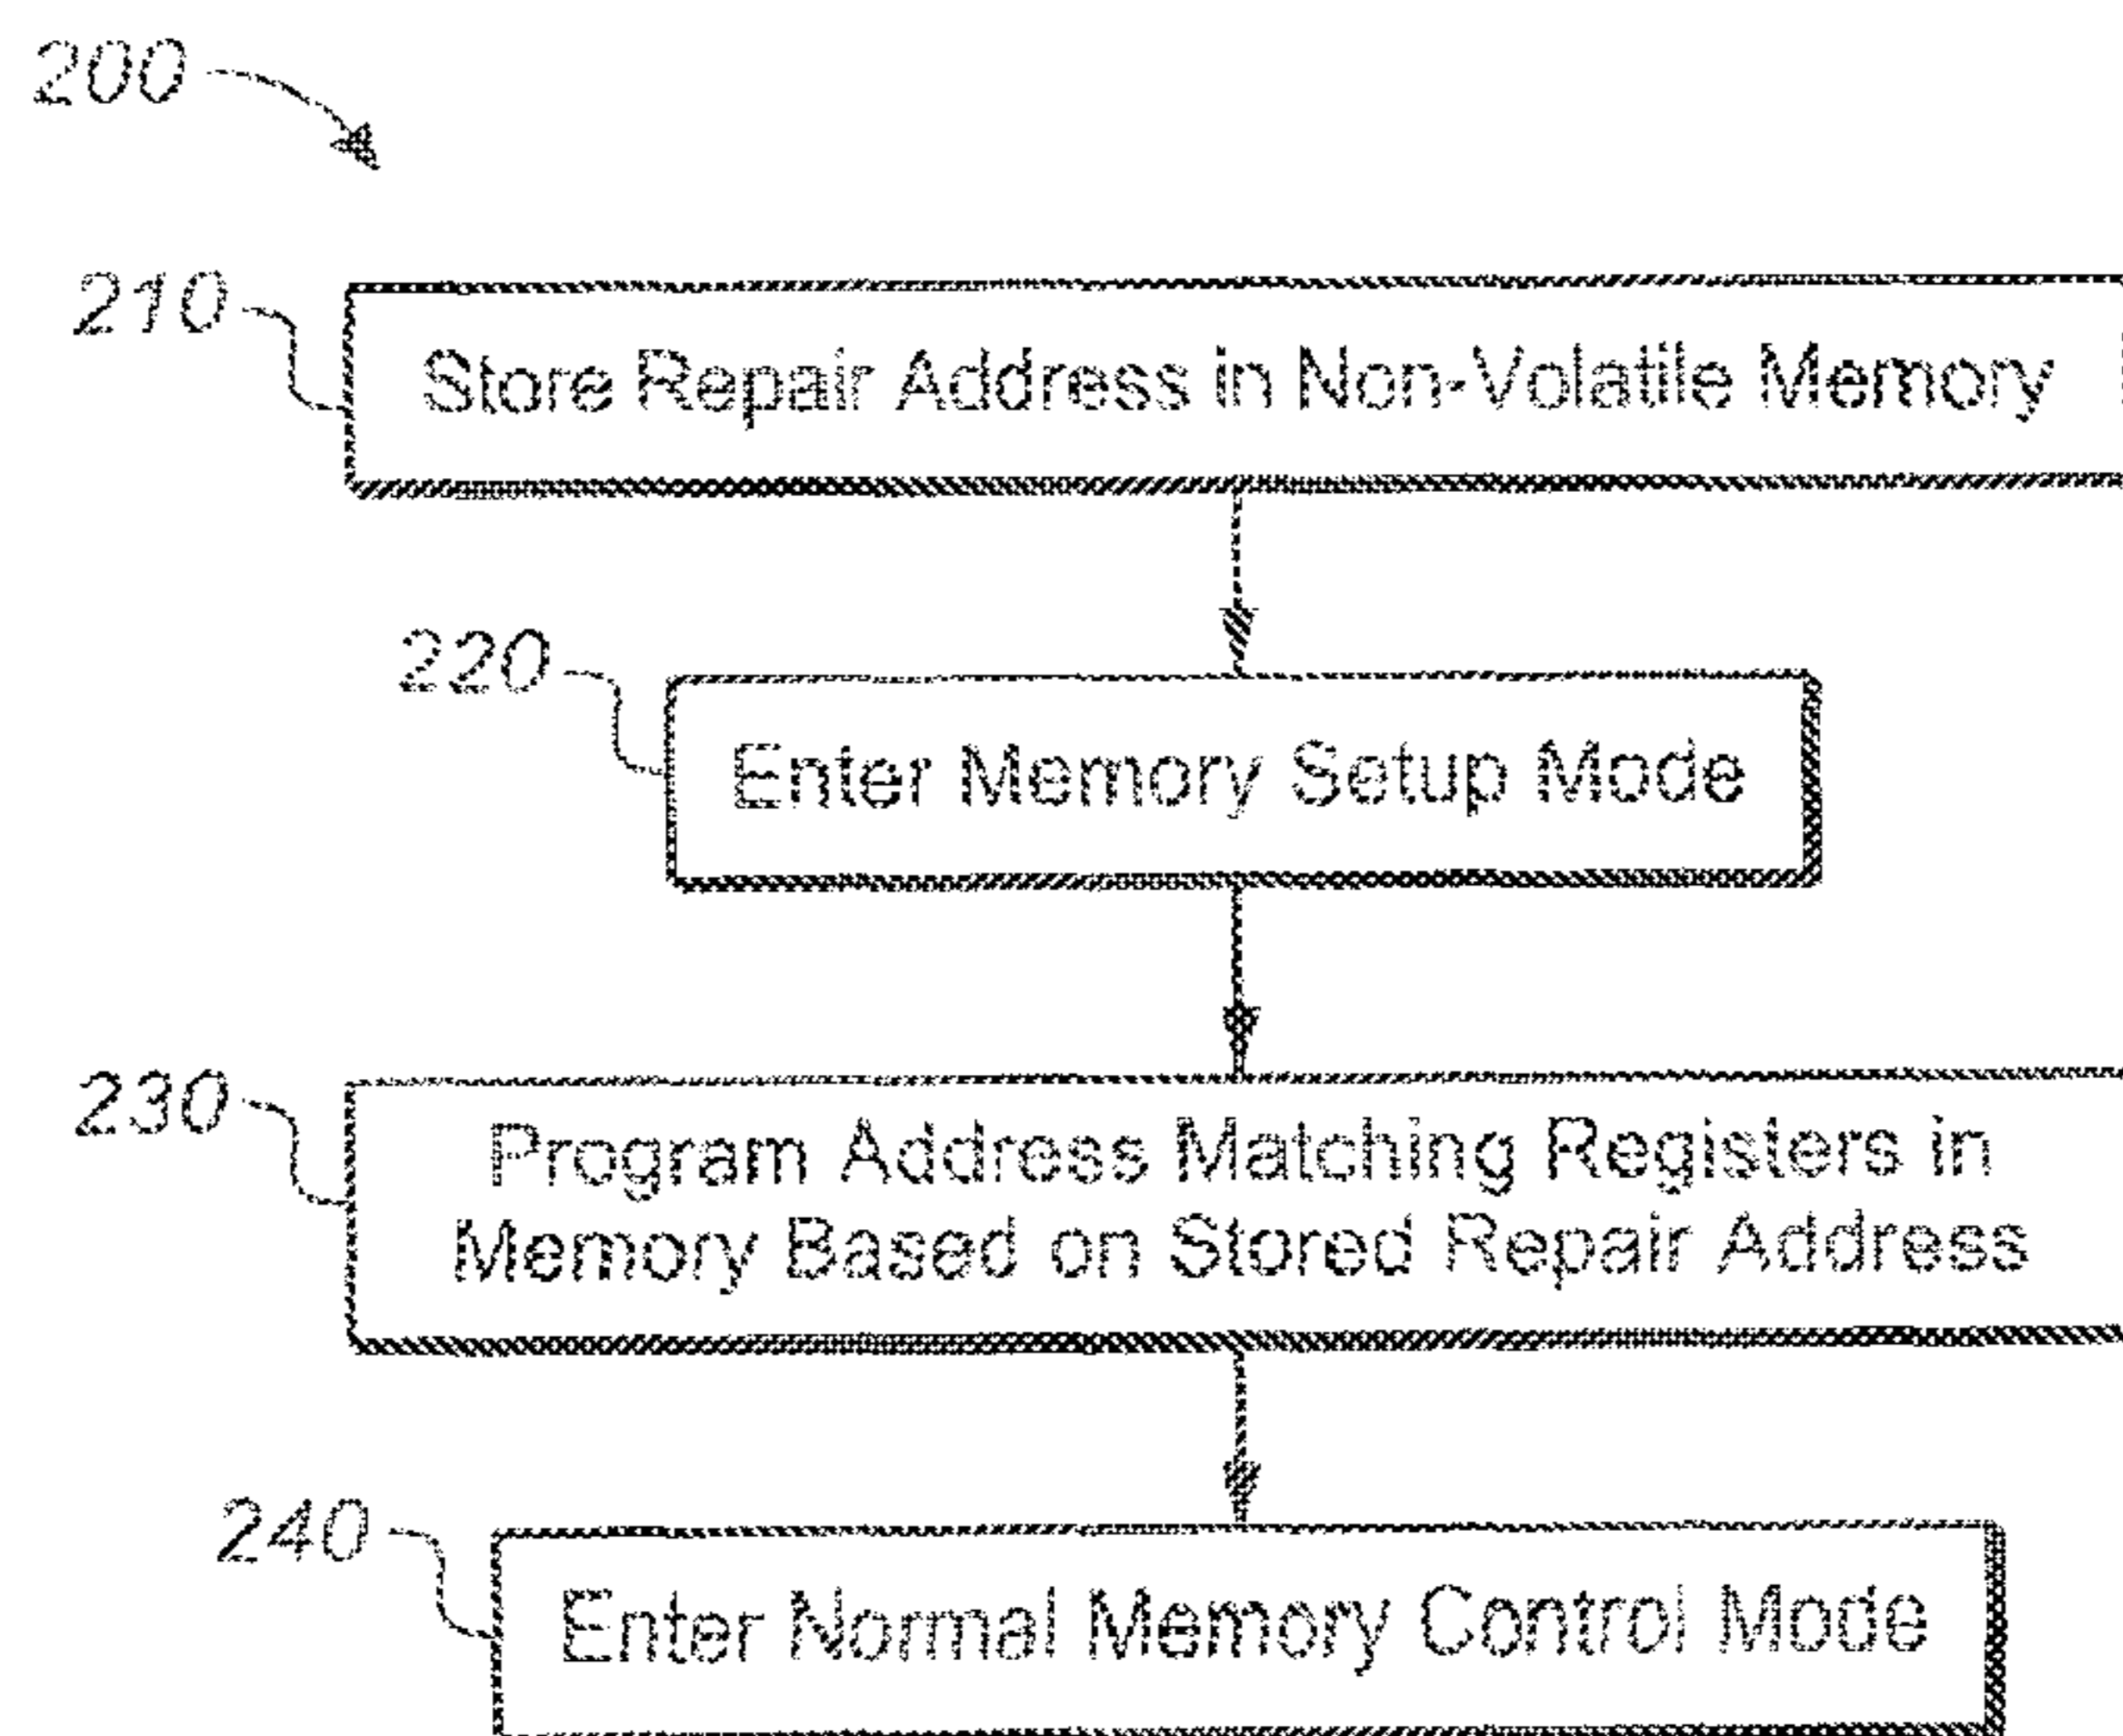 200
210
Store Repair Address in Non-Volatile Memory
220
Enter Memory Setup Mode
230
Program Address Matching Registers in
Memory Based on Stored Repair Address
240
Enter Normal Memory Control Mode